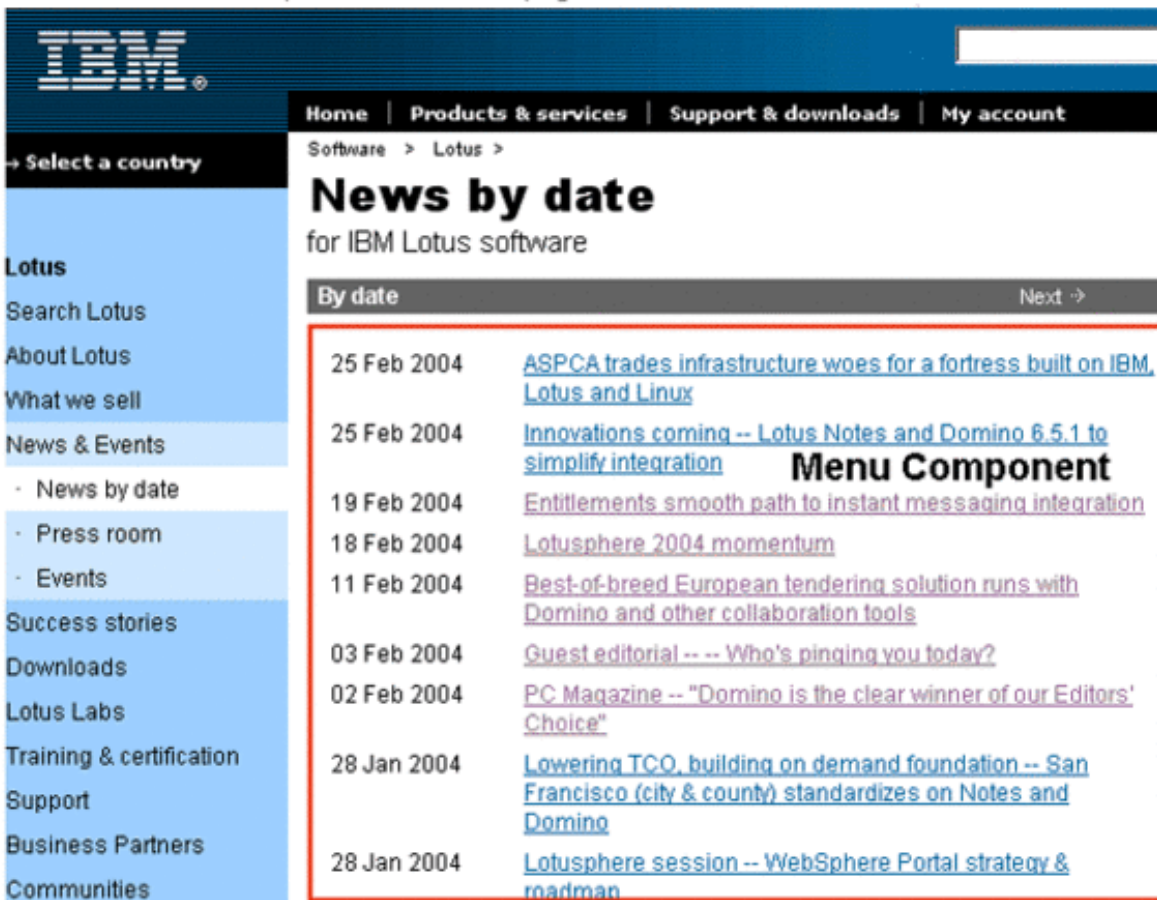 IBM®
Home | Products & services | Support & downloads | My account
→ Select a country
Software > Lotus >
News by date
for IBM Lotus software
Lotus
Search Lotus
About Lotus
What we sell
News & Events
· News by date
· Press room
· Events
Success stories
Downloads
Lotus Labs
Training & certification
Support
Business Partners
Communities
By date Next →
25 Feb 2004 ASPCA trades infrastructure woes for a fortress built on IBM,
Lotus and Linux
25 Feb 2004 Innovations coming -- Lotus Notes and Domino 6.5.1 to
simplify integration
Menu Component
19 Feb 2004 Entitlements smooth path to instant messaging integration
18 Feb 2004 Lotusphere 2004 momentum
11 Feb 2004 Best-of-breed European tendering solution runs with
Domino and other collaboration tools
03 Feb 2004 Guest editorial -- -- Who's pinging you today?
02 Feb 2004 PC Magazine -- "Domino is the clear winner of our Editors'
Choice"
28 Jan 2004 Lowering TCO, building on demand foundation -- San
Francisco (city & county) standardizes on Notes and
Domino
28 Jan 2004 Lotusphere session -- WebSphere Portal strategy &
roadmap